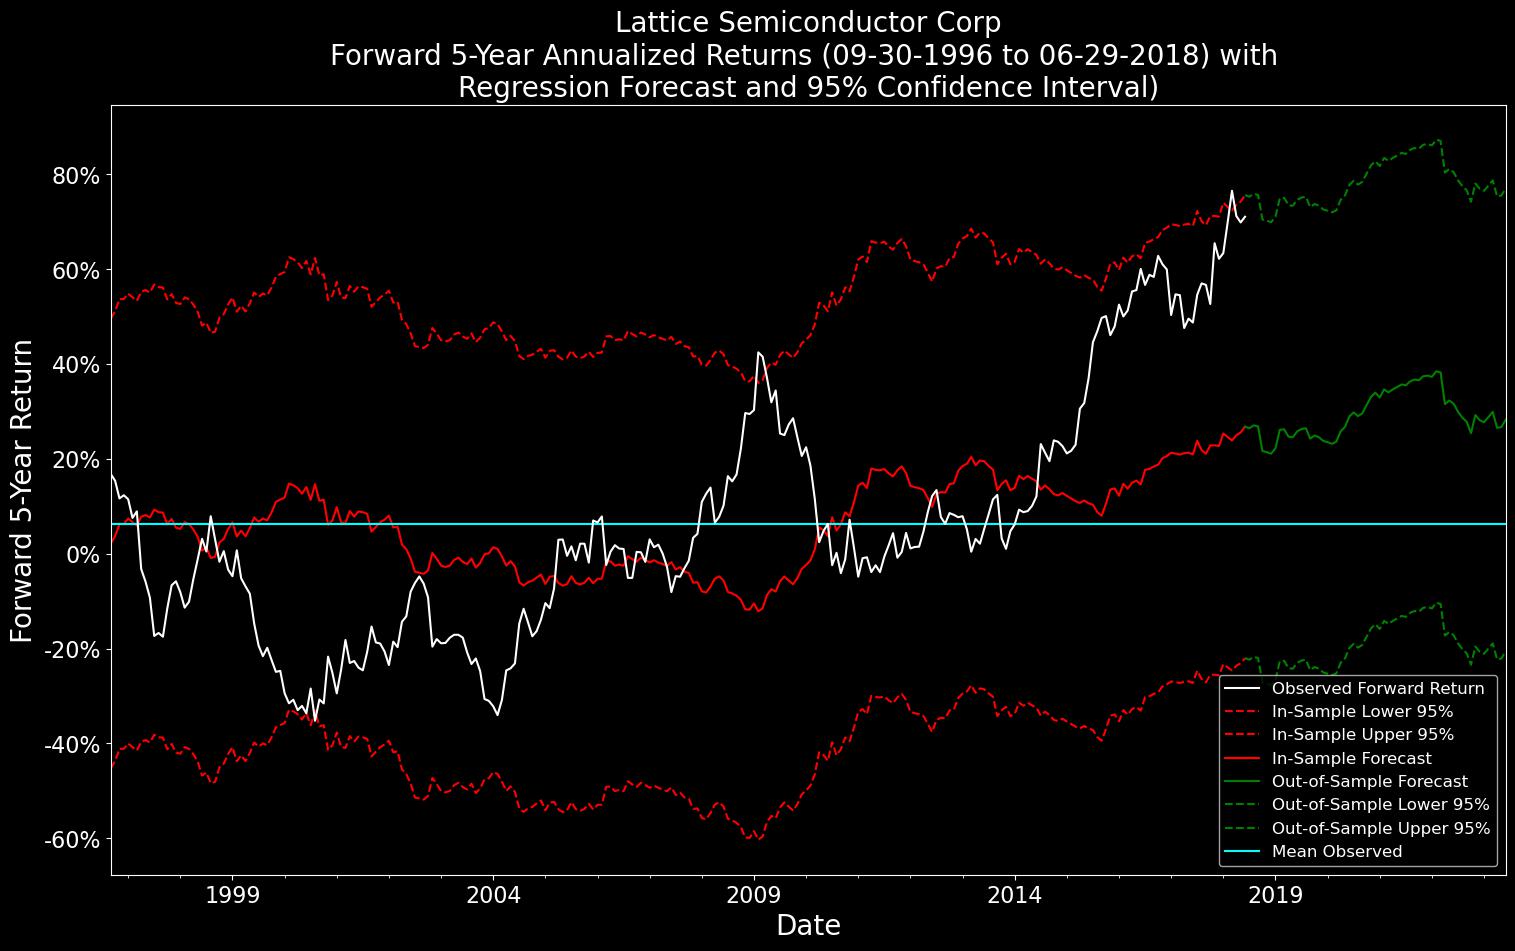 Lattice Semiconductor Corp
Forward 5-Year Annualized Returns (09-30-1996 to 06-29-2018) with
Regression Forecast and 95% Confidence Interval)
Forward 5-Year Return
80%
60%
40%
20%
0%
-20%
-40%
-60%
Observed Forward Return
In-Sample Lower 95%
In-Sample Upper 95%
In-Sample Forecast
Out-of-Sample Forecast
Out-of-Sample Lower 95%
Out-of-Sample Upper 95%
Mean Observed
1999 2004 2009 2014 2019
Date